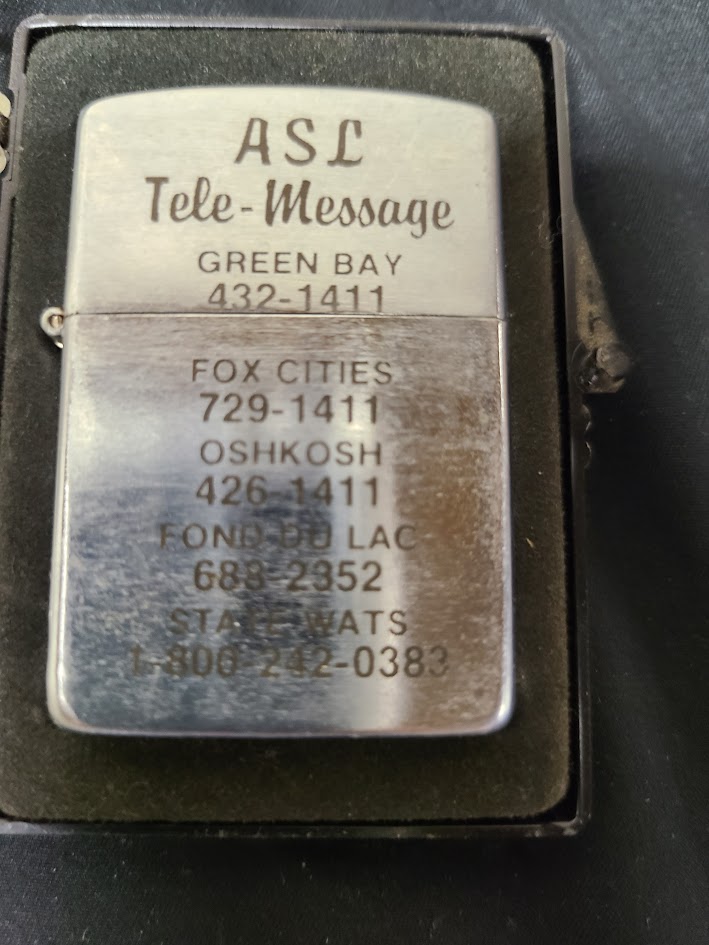 ASL
Tele-Message
GREEN BAY
432-1411
FOX CITIES
729-1411
OSHKOSH
426-1411
FOND DU LAC
688-2352
STATE WATS
1-800-242-0383